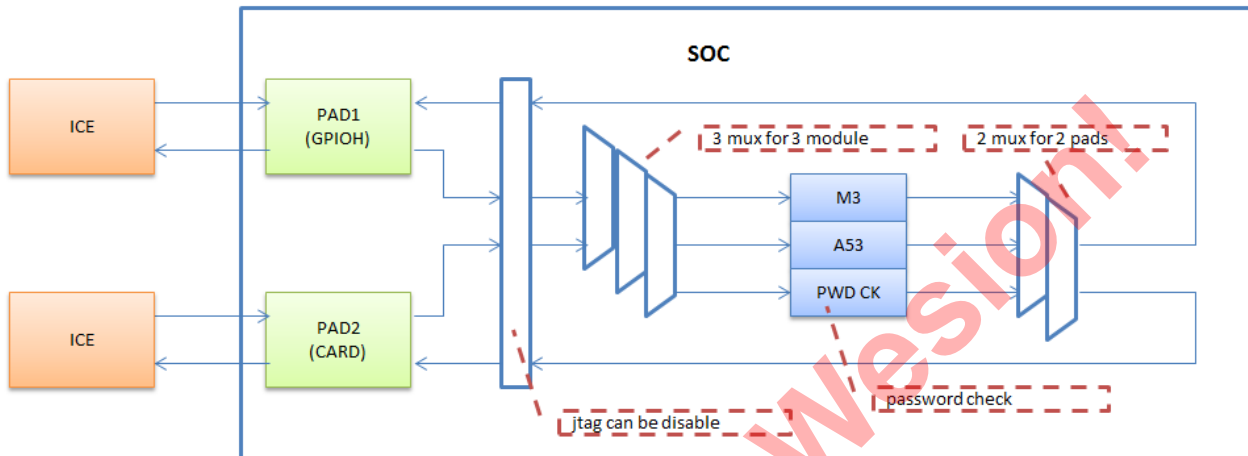 SOC
ICE
PAD1
(GPIOH)
3 mux for 3 module
2 mux for 2 pads
M3
A53
PWD CK
ICE
PAD2
(CARD)
password check
jtag can be disable
Wesion!